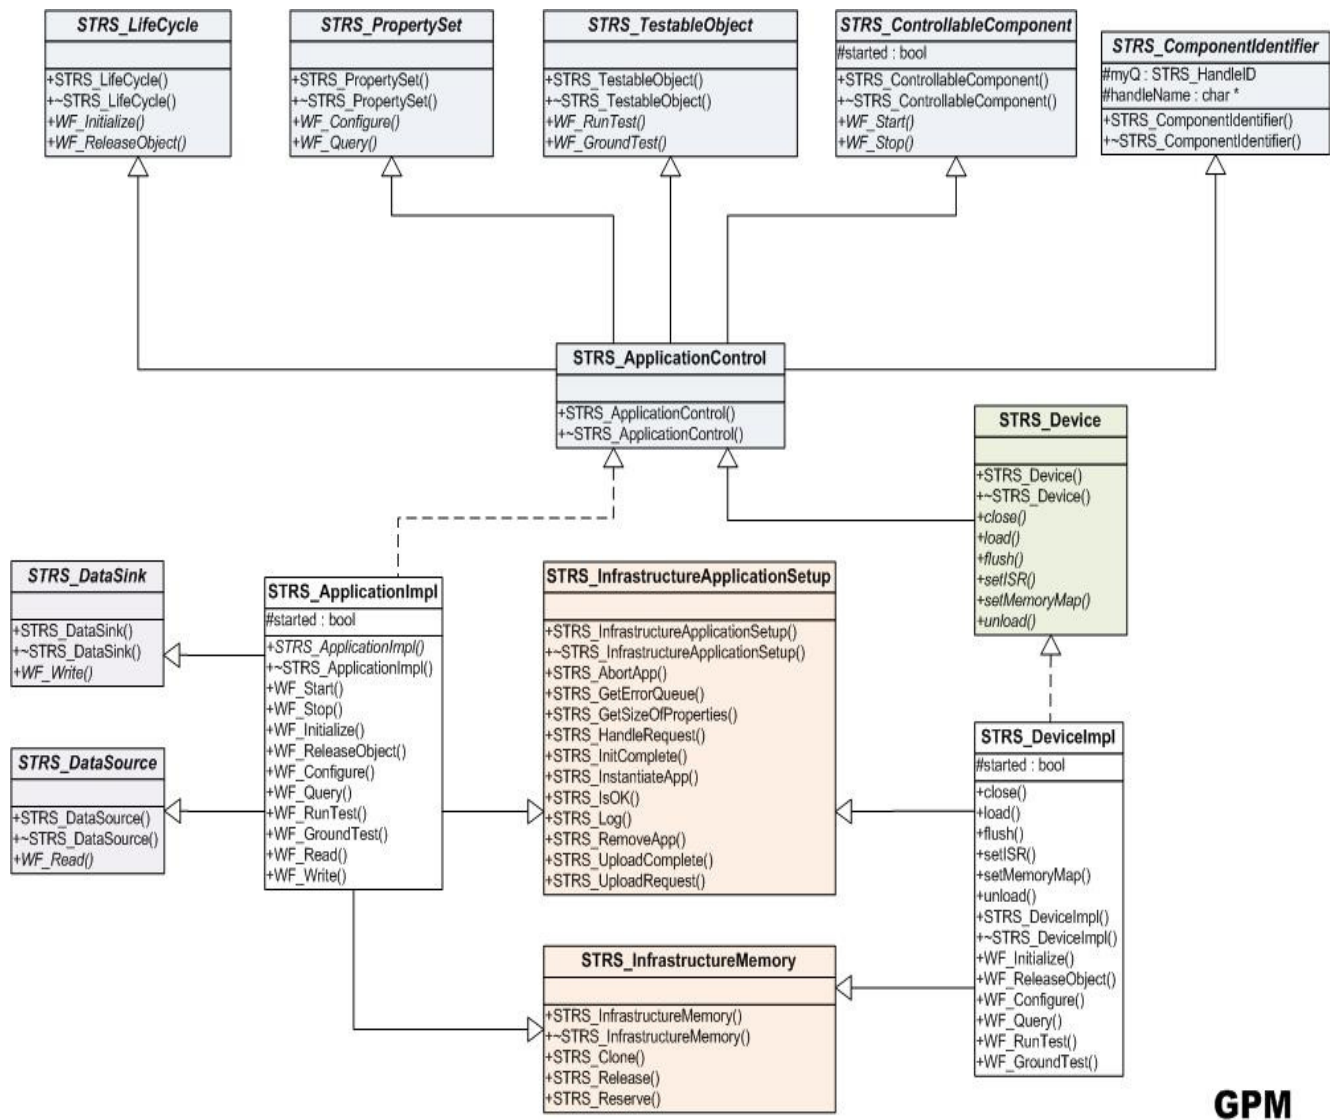 STRS_LifeCycle
+STRS_LifeCycle()
+~STRS_LifeCycle()
+WF_Initialize()
+WF_ReleaseObject()
STRS_PropertySet
+STRS_PropertySet()
+~STRS_PropertySet()
+WF_Configure()
+WF_Query()
STRS_TestableObject
+STRS_TestableObject()
+~STRS_TestableObject()
+WF_RunTest()
+WF_GroundTest()
STRS_ControllableComponent
#started : bool
+STRS_ControllableComponent()
+~STRS_ControllableComponent()
+WF_Start()
+WF_Stop()
STRS_ComponentIdentifier
#myQ : STRS_HandleID
#handleName : char *
+STRS_ComponentIdentifier()
+~STRS_ComponentIdentifier()
STRS_ApplicationControl
+STRS_ApplicationControl()
+~STRS_ApplicationControl()
STRS_Device
+STRS_Device()
+~STRS_Device()
+close()
+load()
+flush()
+setISR()
+setMemoryMap()
+unload()
STRS_DataSink
+STRS_DataSink()
+~STRS_DataSink()
+WF_Write()
STRS_DataSource
+STRS_DataSource()
+~STRS_DataSource()
+WF_Read()
STRS_ApplicationImpl
#started : bool
+STRS_ApplicationImpl()
+~STRS_ApplicationImpl()
+WF_Start()
+WF_Stop()
+WF_Initialize()
+WF_ReleaseObject()
+WF_Configure()
+WF_Query()
+WF_RunTest()
+WF_GroundTest()
+WF_Read()
+WF_Write()
STRS_InfrastructureApplicationSetup
+STRS_InfrastructureApplicationSetup()
+~STRS_InfrastructureApplicationSetup()
+STRS_AbortApp()
+STRS_GetErrorQueue()
+STRS_GetSizeOfProperties()
+STRS_HandleRequest()
+STRS_InitComplete()
+STRS_InstantiateApp()
+STRS_IsOK()
+STRS_Log()
+STRS_RemoveApp()
+STRS_UploadComplete()
+STRS_UploadRequest()
STRS_InfrastructureMemory
+STRS_InfrastructureMemory()
+~STRS_InfrastructureMemory()
+STRS_Clone()
+STRS_Release()
+STRS_Reserve()
STRS_DeviceImpl
#started : bool
+close()
+load()
+flush()
+setISR()
+setMemoryMap()
+unload()
+STRS_DeviceImpl()
+~STRS_DeviceImpl()
+WF_Initialize()
+WF_ReleaseObject()
+WF_Configure()
+WF_Query()
+WF_RunTest()
+WF_GroundTest()
GPM